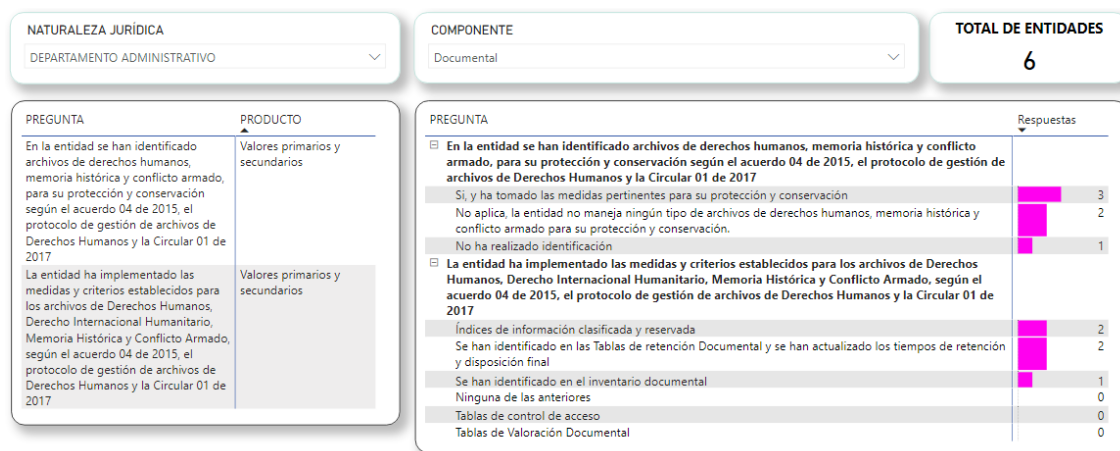 NATURALEZA JURÍDICA
DEPARTAMENTO ADMINISTRATIVO
COMPONENTE
Documental
TOTAL DE ENTIDADES
6
PREGUNTA PRODUCTO
En la entidad se han identificado Valores primarios y
archivos de derechos humanos, secundarios
memoria histórica y conflicto armado,
para su protección y conservación
según el acuerdo 04 de 2015, el
protocolo de gestión de archivos de
Derechos Humanos y la Circular 01 de
2017
La entidad ha implementado las Valores primarios y
medidas y criterios establecidos para secundarios
los archivos de Derechos Humanos,
Derecho Internacional Humanitario,
Memoria Histórica y Conflicto Armado,
según el acuerdo 04 de 2015, el
protocolo de gestión de archivos de
Derechos Humanos y la Circular 01 de
2017
PREGUNTA Respuestas
En la entidad se han identificado archivos de derechos humanos, memoria histórica y conflicto
armado, para su protección y conservación según el acuerdo 04 de 2015, el protocolo de gestión de
archivos de Derechos Humanos y la Circular 01 de 2017
Si, y ha tomado las medidas pertinentes para su protección y conservación 3
No aplica, la entidad no maneja ningún tipo de archivos de derechos humanos, memoria histórica y 2
conflicto armado para su protección y conservación.
No ha realizado identificación 1
La entidad ha implementado las medidas y criterios establecidos para los archivos de Derechos
Humanos, Derecho Internacional Humanitario, Memoria Histórica y Conflicto Armado, según el
acuerdo 04 de 2015, el protocolo de gestión de archivos de Derechos Humanos y la Circular 01 de
2017
Índices de información clasificada y reservada 2
Se han identificado en las Tablas de retención Documental y se han actualizado los tiempos de retención 2
y disposición final
Se han identificado en el inventario documental 1
Ninguna de las anteriores 0
Tablas de control de acceso 0
Tablas de Valoración Documental 0